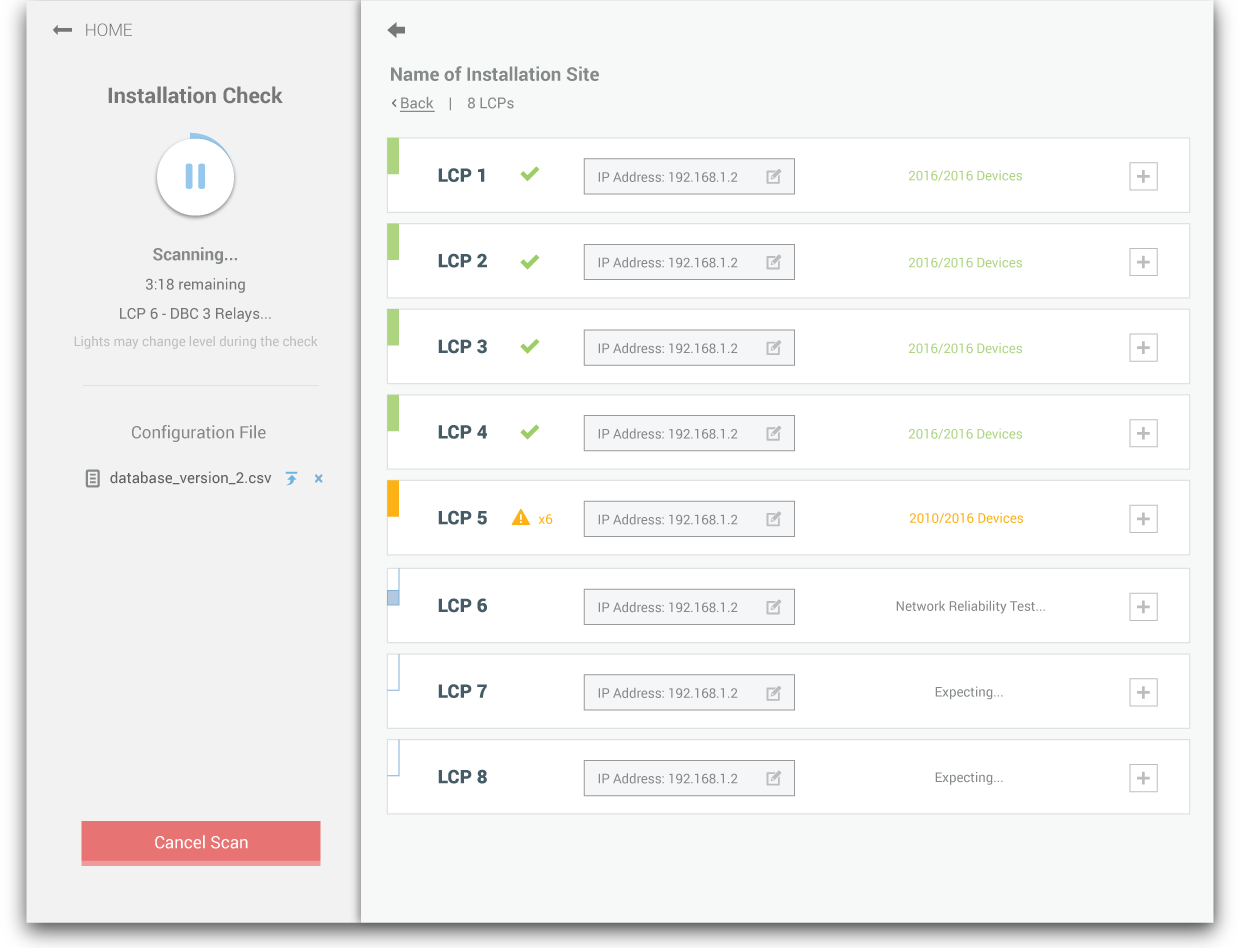 HOME
Installation Check
Scanning...
3:18 remaining
LCP 6 - DBC 3 Relays...
Lights may change level during the check
Configuration File
database_version_2.csv
Cancel Scan
Name of Installation Site
Back | 8 LCPs
LCP 1 IP Address: 192.168.1.2 2016/2016 Devices
LCP 2 IP Address: 192.168.1.2 2016/2016 Devices
LCP 3 IP Address: 192.168.1.2 2016/2016 Devices
LCP 4 IP Address: 192.168.1.2 2016/2016 Devices
LCP 5 x6 IP Address: 192.168.1.2 2010/2016 Devices
LCP 6 IP Address: 192.168.1.2 Network Reliability Test...
LCP 7 IP Address: 192.168.1.2 Expecting...
LCP 8 IP Address: 192.168.1.2 Expecting...